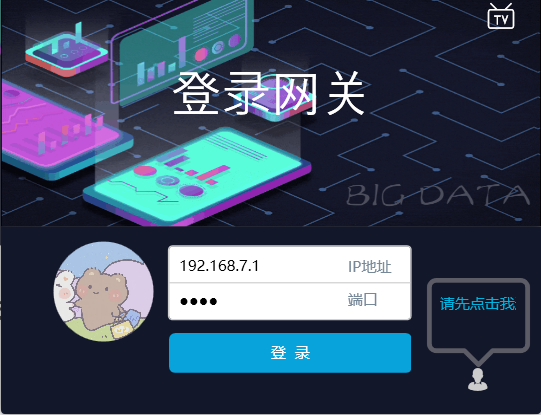 TV
登录网关
BIG DATA
192.168.7.1 IP地址
●●●● 端口
请先点击我
登 录